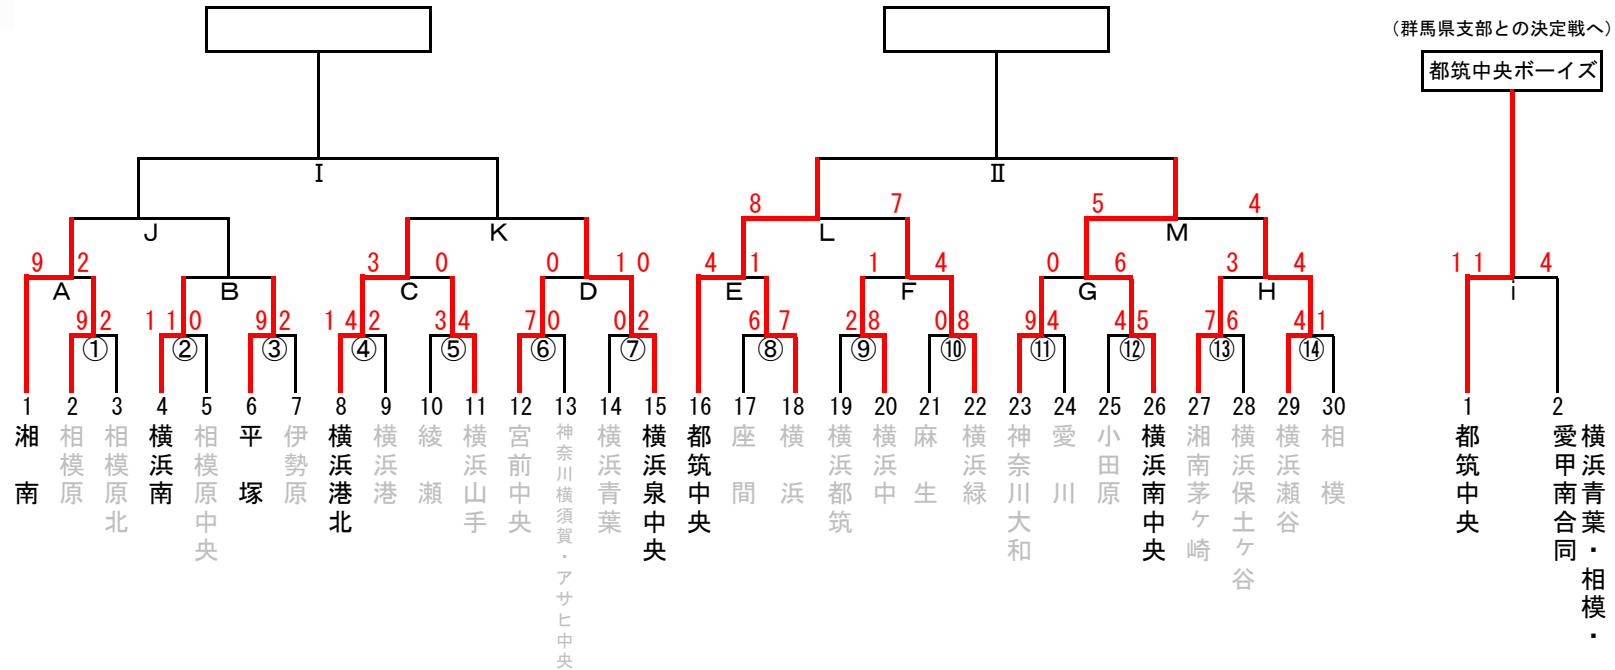 （群馬県支部との決定戦へ）
都筑中央ボーイズ
Ⅰ Ⅱ
8 7 5 4
J K L M
9 2 3 0 0 10 4 1 1 4 0 6 3 4 11 4
A B C D E F G H i
9 2 11 0 9 2 14 2 3 4 7 0 0 2 6 7 2 8 0 8 9 4 4 5 7 6 4 1
① ② ③ ④ ⑤ ⑥ ⑦ ⑧ ⑨ ⑩ ⑪ ⑫ ⑬ ⑭
1 2 3 4 5 6 7 8 9 10 11 12 13 14 15 16 17 18 19 20 21 22 23 24 25 26 27 28 29 30 1 2
湘南
相模原
相模原北
横浜南
相模原中央
平塚
伊勢原
横浜港北
横浜港
綾瀬
横浜山手
宮前中央
神奈川横須賀・アサヒ中央
横浜青葉
横浜泉中央
都筑中央
座間
横浜
横浜都筑
横浜中
麻生
横浜緑
神奈川大和
愛川
小田原
横浜南中央
湘南茅ヶ崎
横浜保土ケ谷
横浜瀬谷
相模
都筑中央
横浜青葉・相模・
愛甲南合同